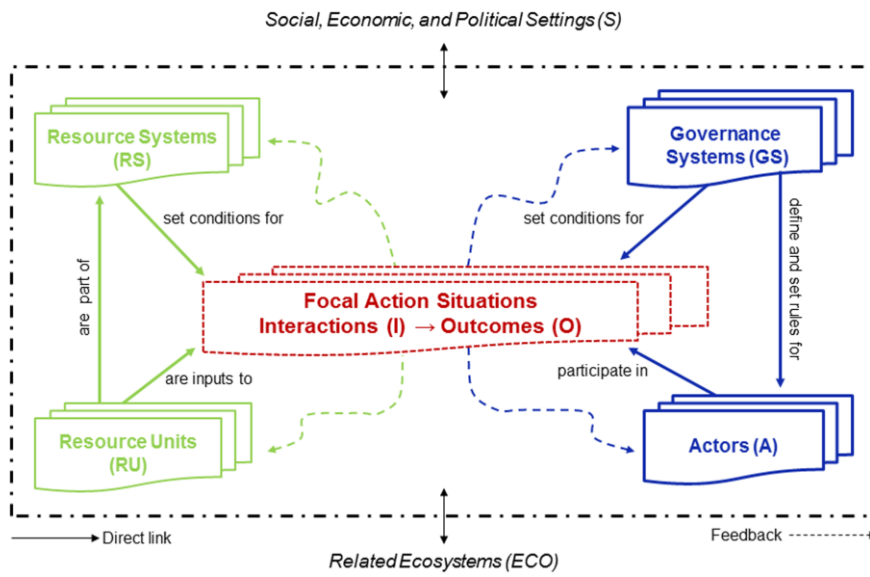 Social, Economic, and Political Settings (S)
Resource Systems
(RS)
Governance
Systems (GS)
set conditions for
set conditions for
are part of
define and set rules for
Focal Action Situations
Interactions (I) → Outcomes (O)
are inputs to
participate in
Resource Units
(RU)
Actors (A)
Direct link
Feedback
Related Ecosystems (ECO)